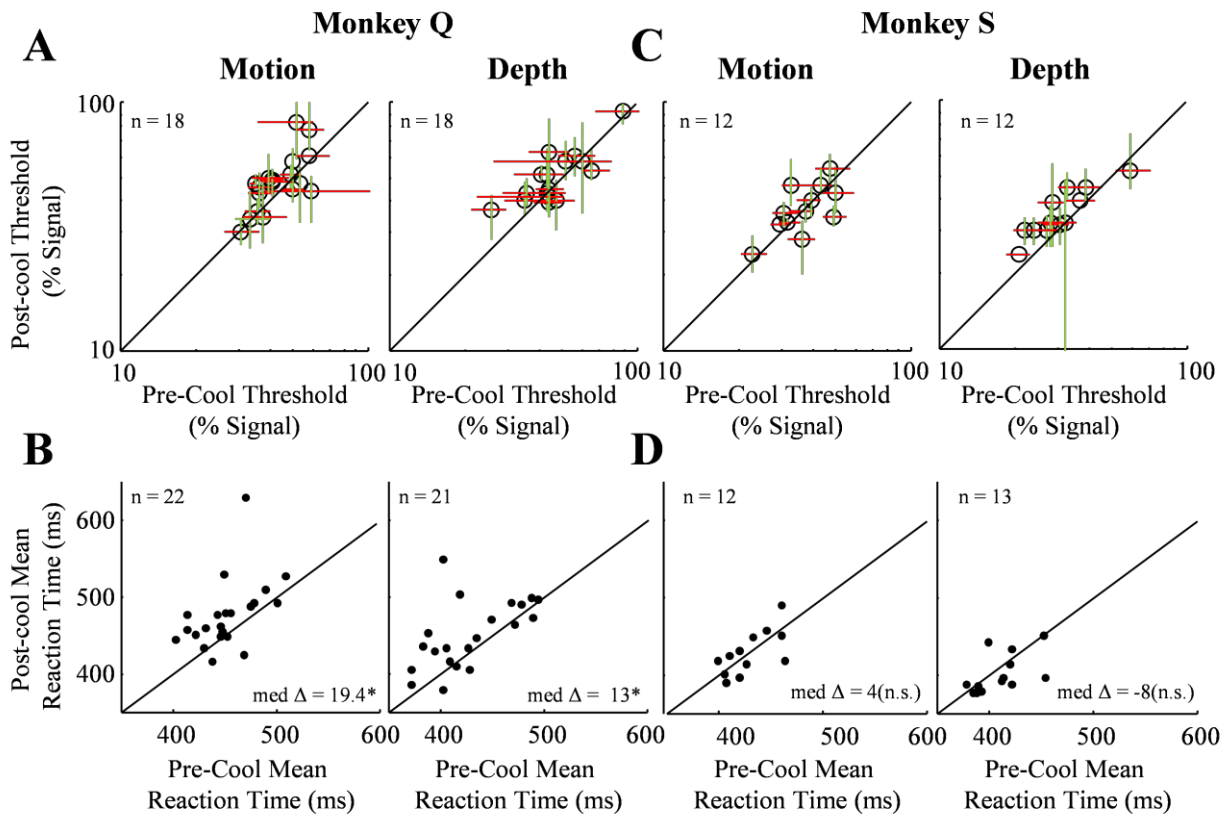 Monkey Q
Monkey S
A
C
Motion
Depth
Motion
Depth
100
n = 18
n = 18
n = 12
n = 12
Post-cool Threshold
(% Signal)
10
10 100 100 10 100 10 100
Pre-Cool Threshold
(% Signal)
Pre-Cool Threshold
(% Signal)
Pre-Cool Threshold
(% Signal)
Pre-Cool Threshold
(% Signal)
B
D
n = 22
n = 21
n = 12
n = 13
Post-cool Mean
Reaction Time (ms)
600
500
400
med Δ = 19.4*
med Δ = 13*
med Δ = 4(n.s.)
med Δ = -8(n.s.)
400 500 600
400 500 600
400 500 600
400 500 600
Pre-Cool Mean
Reaction Time (ms)
Pre-Cool Mean
Reaction Time (ms)
Pre-Cool Mean
Reaction Time (ms)
Pre-Cool Mean
Reaction Time (ms)